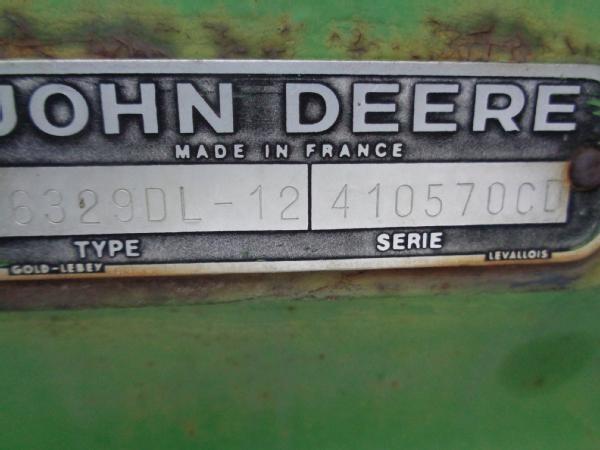 JOHN DEERE
MADE IN FRANCE
6329DL-12 410570CD
TYPE SERIE
GOLD-LEBEY LEVALLOIS